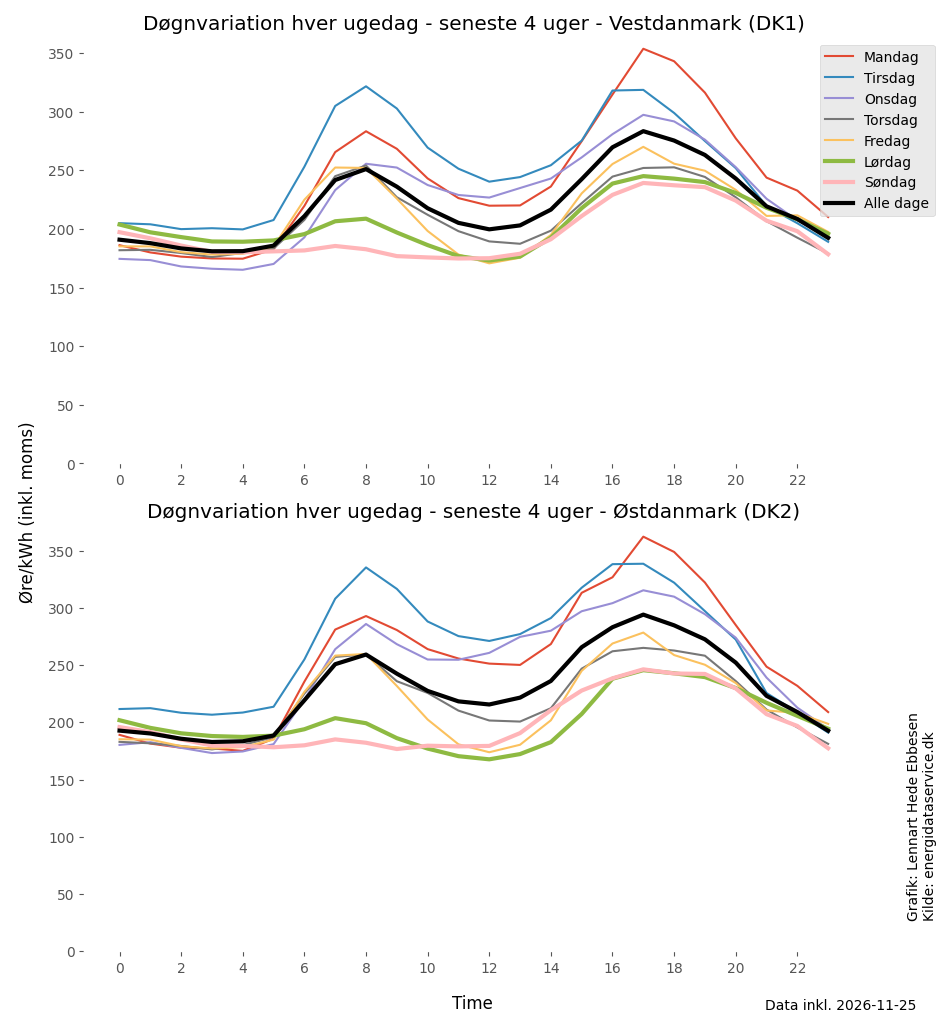 Døgnvariation hver ugedag - seneste 4 uger - Vestdanmark (DK1)
350
300
250
200
150
100
50
0
0 2 4 6 8 10 12 14 16 18 20 22
Mandag
Tirsdag
Onsdag
Torsdag
Fredag
Lørdag
Søndag
Alle dage
Øre/kWh (inkl. moms)
Døgnvariation hver ugedag - seneste 4 uger - Østdanmark (DK2)
350
300
250
200
150
100
50
0
0 2 4 6 8 10 12 14 16 18 20 22
Time
Grafik: Lennart Hede Ebbesen
Kilde: energidataservice.dk
Data inkl. 2026-11-25